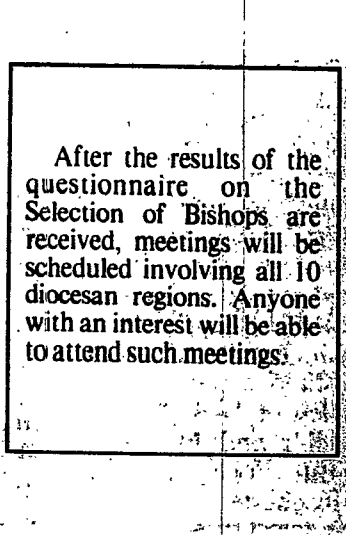 After the results of the
questionnaire on the
Selection of Bishops are
received, meetings will be
scheduled involving all 10
diocesan regions. Anyone
with an interest will be able
to attend such meetings.